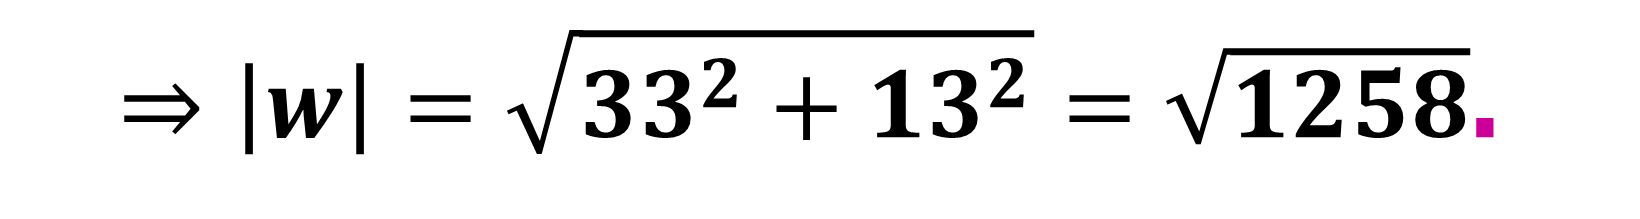 ⇒ |w| = √(33² + 13²) = √1258.